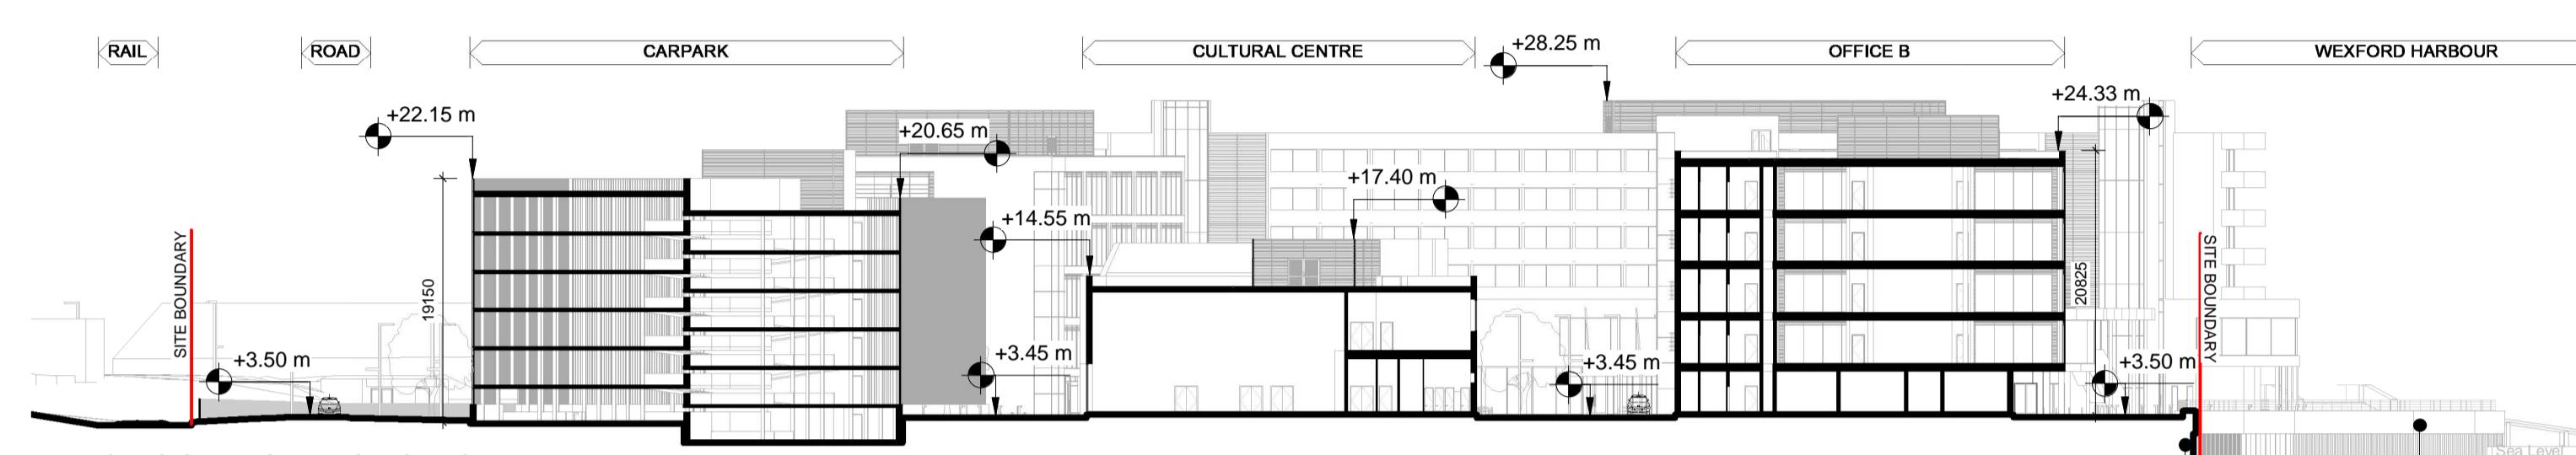 RAIL
ROAD
CARPARK
CULTURAL CENTRE
+28.25 m
OFFICE B
WEXFORD HARBOUR
+22.15 m
+20.65 m
+24.33 m
+17.40 m
+14.55 m
SITE BOUNDARY
19150
20825
SITE BOUNDARY
+3.50 m
+3.45 m
+3.45 m
+3.50 m
Sea Level